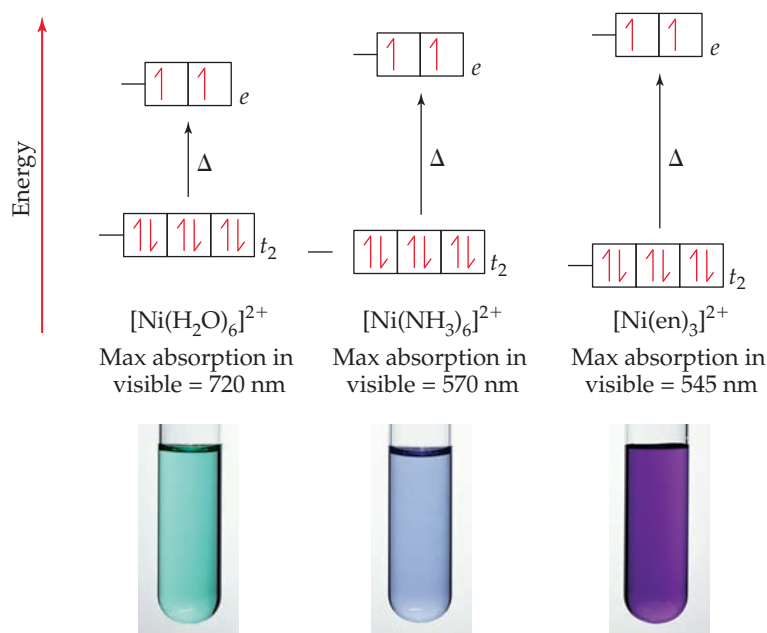 Energy
e
Δ
t₂
[Ni(H₂O)₆]²⁺
Max absorption in
visible = 720 nm
e
Δ
t₂
[Ni(NH₃)₆]²⁺
Max absorption in
visible = 570 nm
e
Δ
t₂
[Ni(en)₃]²⁺
Max absorption in
visible = 545 nm